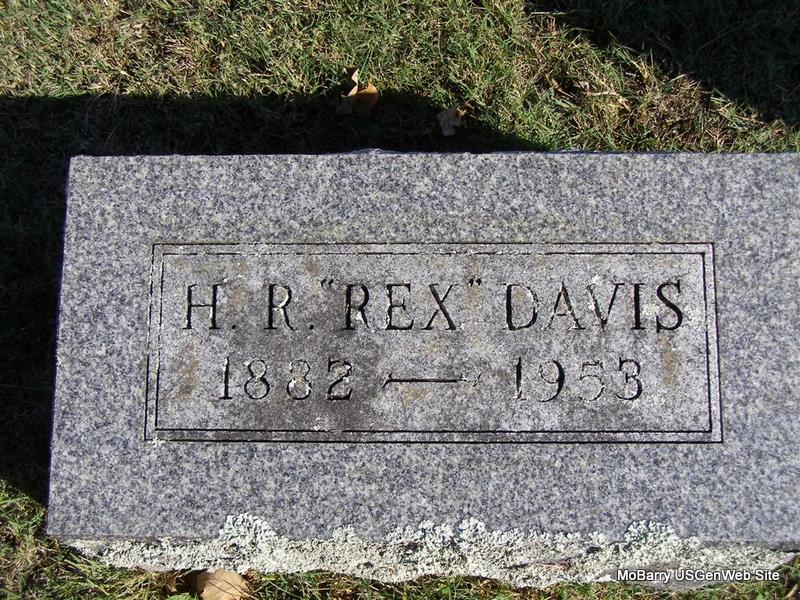 H. R. "REX" DAVIS
1882 — 1953
MoBarry USGenWeb Site